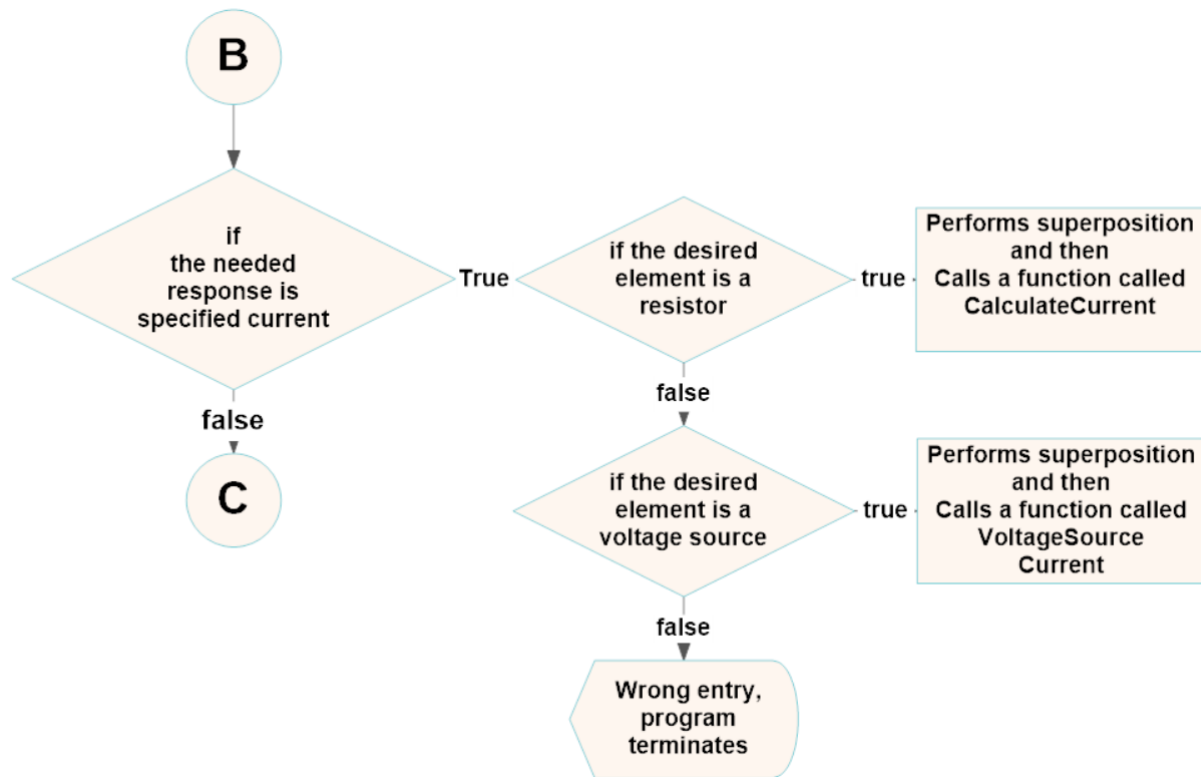 B
if
the needed
response is
specified current
True
if the desired
element is a
resistor
true
Performs superposition
and then
Calls a function called
CalculateCurrent
false
C
false
if the desired
element is a
voltage source
true
Performs superposition
and then
Calls a function called
VoltageSource
Current
false
Wrong entry,
program
terminates